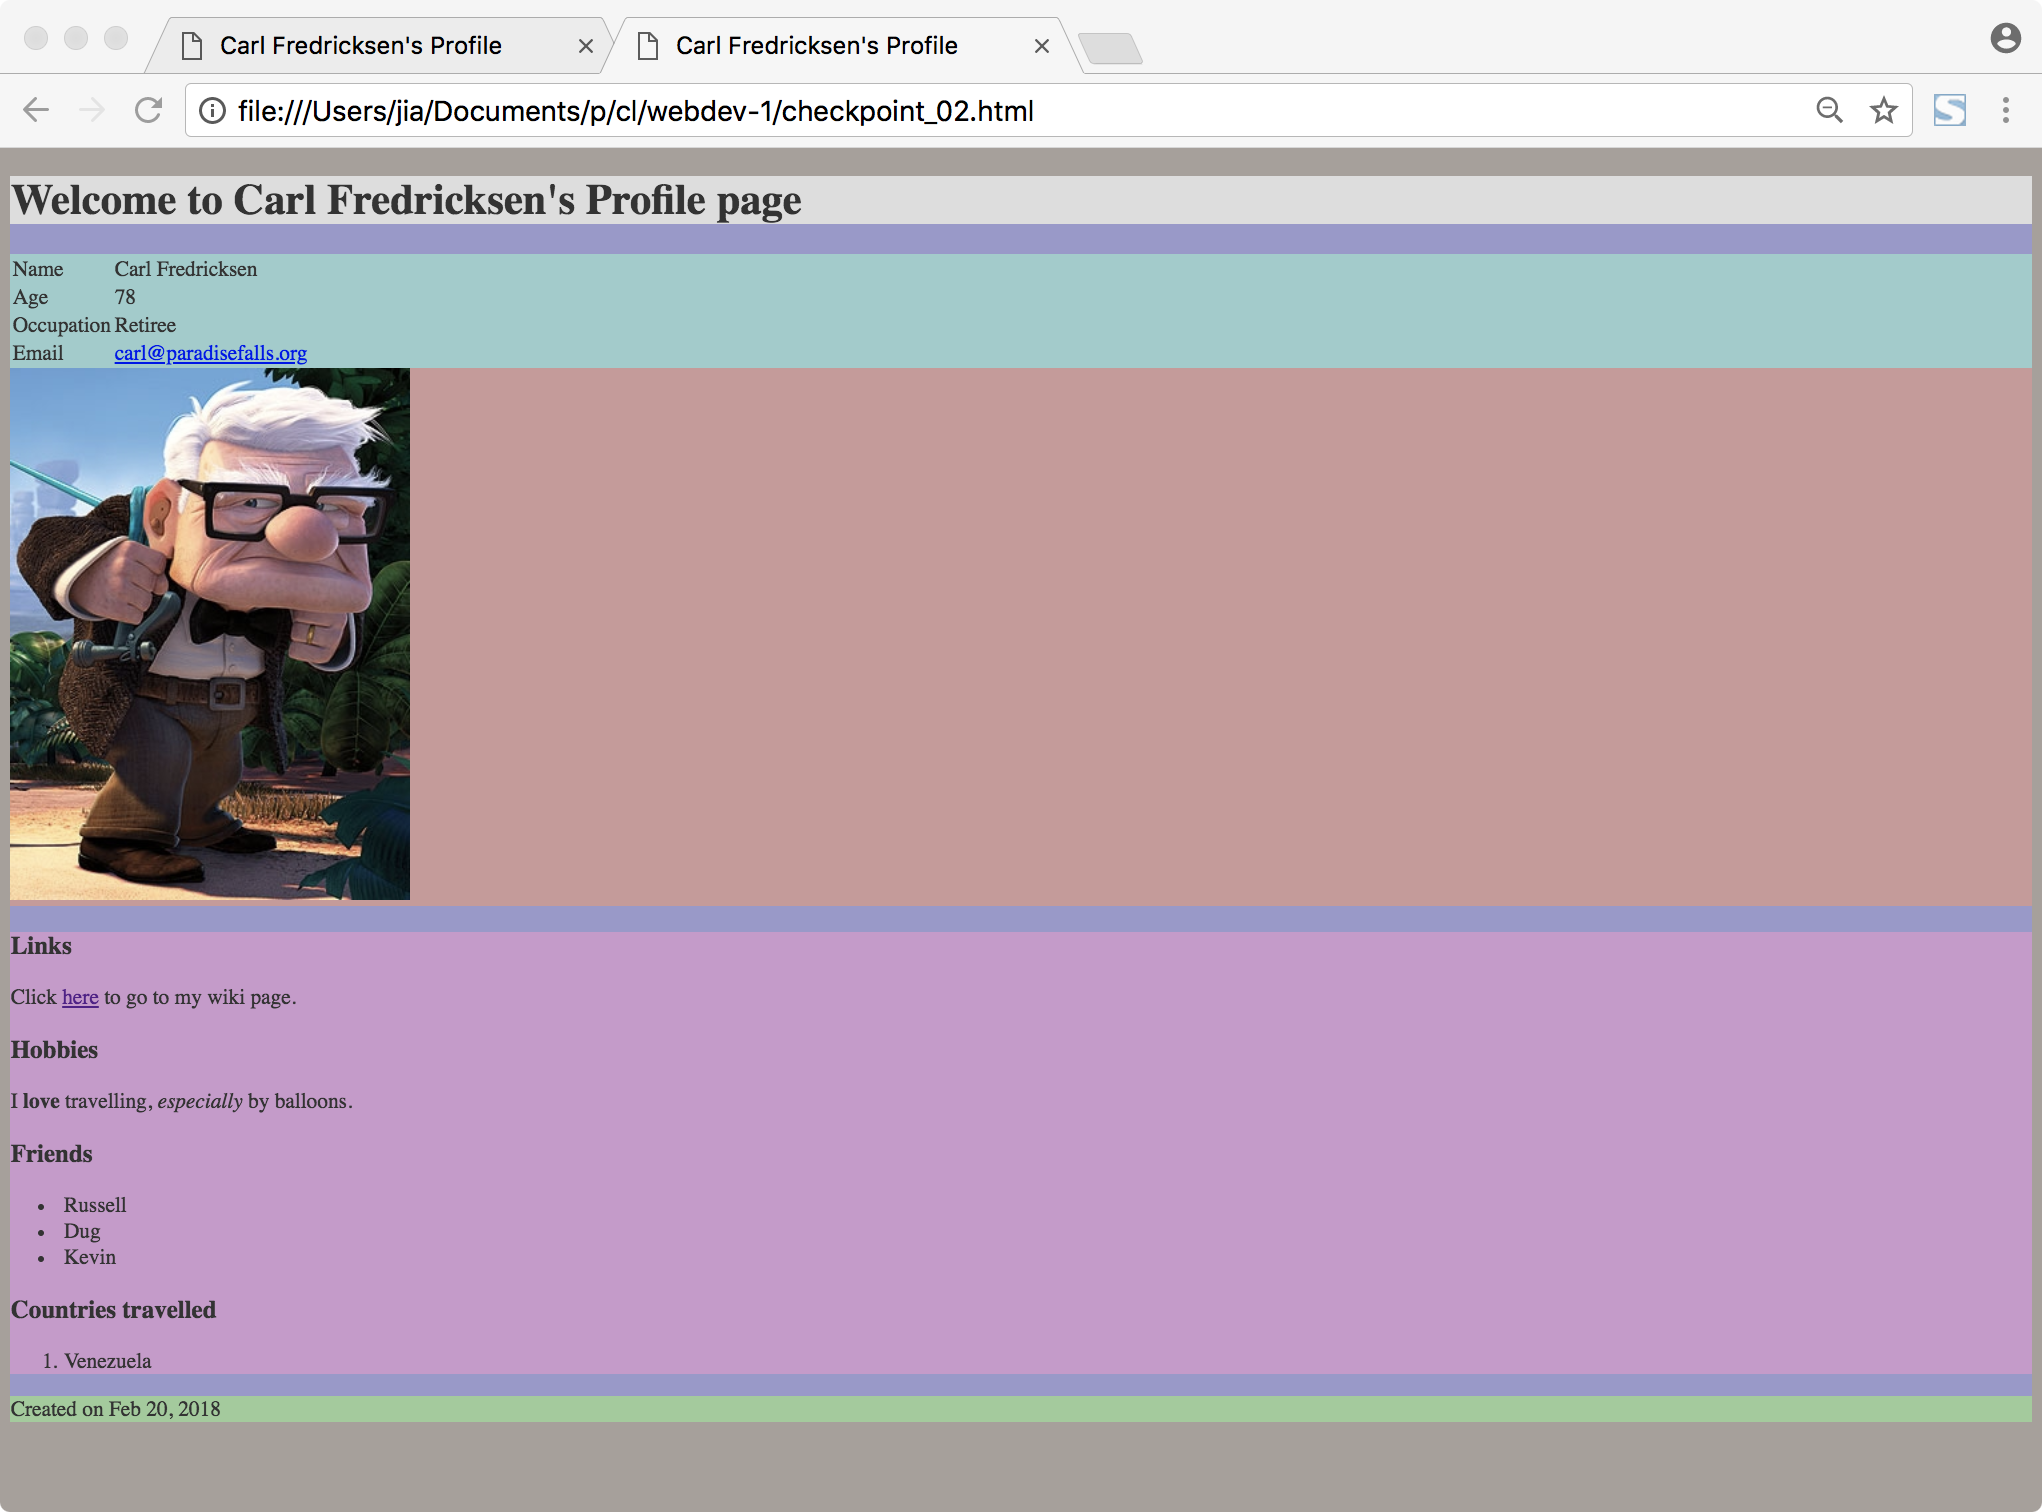 Carl Fredricksen's Profile
Carl Fredricksen's Profile
file:///Users/jia/Documents/p/cl/webdev-1/checkpoint_02.html
Welcome to Carl Fredricksen's Profile page
Name Carl Fredricksen
Age 78
Occupation Retiree
Email carl@paradisefalls.org
Links
Click here to go to my wiki page.
Hobbies
I love travelling, especially by balloons.
Friends
• Russell
• Dug
• Kevin
Countries travelled
1. Venezuela
Created on Feb 20, 2018